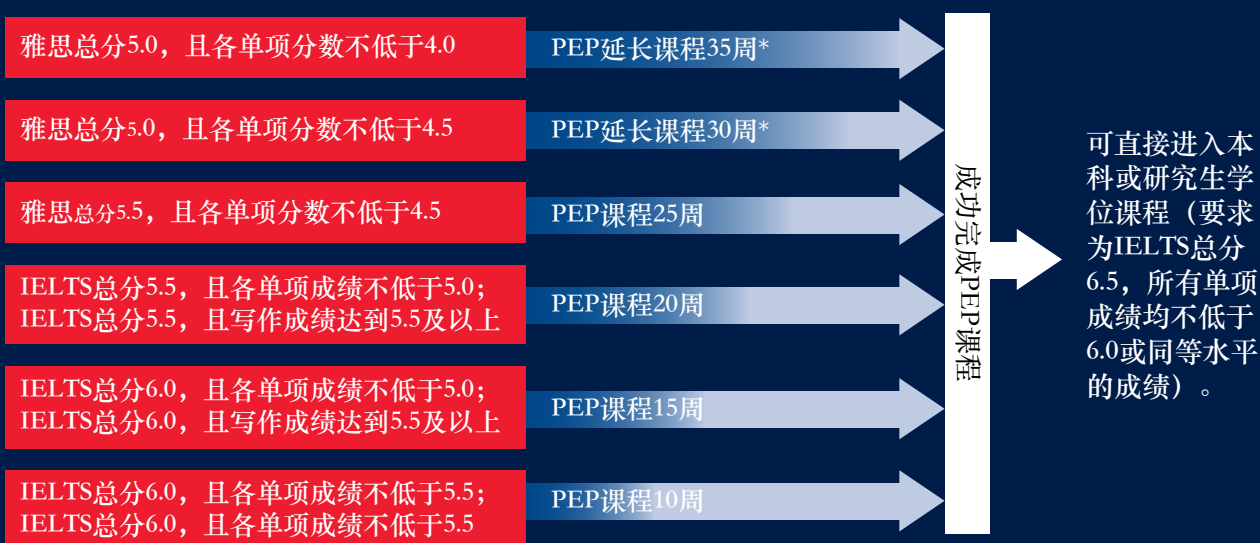 雅思总分5.0，且各单项分数不低于4.0
PEP延长课程35周*
雅思总分5.0，且各单项分数不低于4.5
PEP延长课程30周*
雅思总分5.5，且各单项分数不低于4.5
PEP课程25周
IELTS总分5.5，且各单项成绩不低于5.0；
IELTS总分5.5，且写作成绩达到5.5及以上
PEP课程20周
IELTS总分6.0，且各单项成绩不低于5.0；
IELTS总分6.0，且写作成绩达到5.5及以上
PEP课程15周
IELTS总分6.0，且各单项成绩不低于5.5；
IELTS总分6.0，且各单项成绩不低于5.5
PEP课程10周
成功完成PEP课程
可直接进入本
科或研究生学
位课程（要求
为IELTS总分
6.5，所有单项
成绩均不低于
6.0或同等水平
的成绩）。